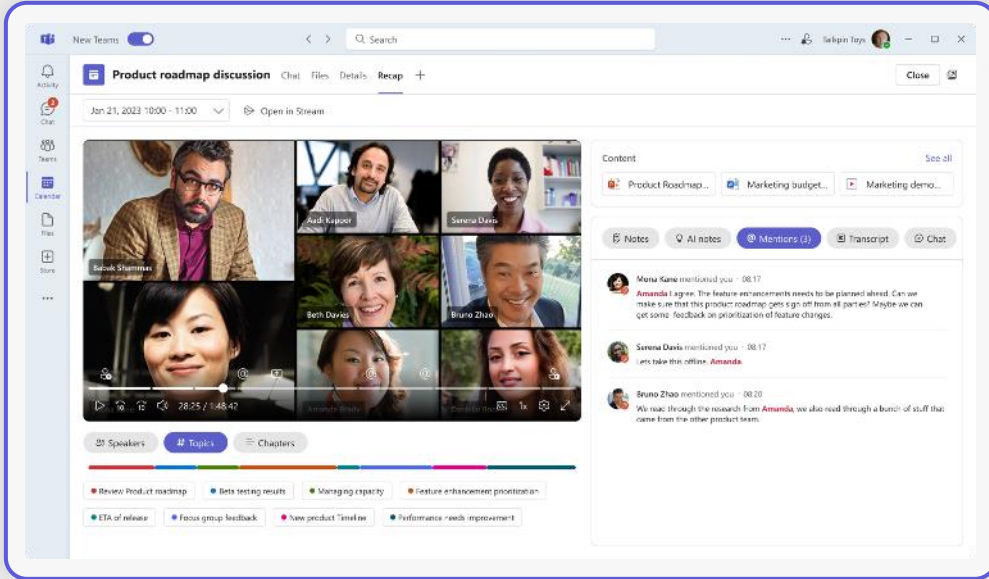 New Teams
Search
Tailspin Toys
Activity
Product roadmap discussion Chat Files Details Recap
Close
2
Chat
Jan 21, 2023 10:00 - 11:00
Open in Stream
Teams
Calendar
Files
Store
Aadi Kapoor
Serena Davis
Babak Shammas
Beth Davies
Bruno Zhao
10
10
28:25 / 1:48:42
Amanda Brady
Danielle
1x
Speakers
Topics
Chapters
Review Product roadmap
Beta testing results
Managing capacity
Feature enhancement prioritization
ETA of release
Focus group feedback
New product Timeline
Performance needs improvement
Content
See all
Product Roadmap...
Marketing budget...
Marketing demo...
Notes
AI notes
Mentions (3)
Transcript
Chat
Mona Kane mentioned you · 08:17
Amanda I agree. The feature enhancements needs to be planned ahead. Can we
make sure that this product roadmap gets sign off from all parties? Maybe we can
get some feedback on prioritization of feature changes.
Serena Davis mentioned you · 08:17
Lets take this offline. Amanda.
Bruno Zhao mentioned you · 08:20
We read through the research from Amanda, we also read through a bunch of stuff that
came from the other product team.